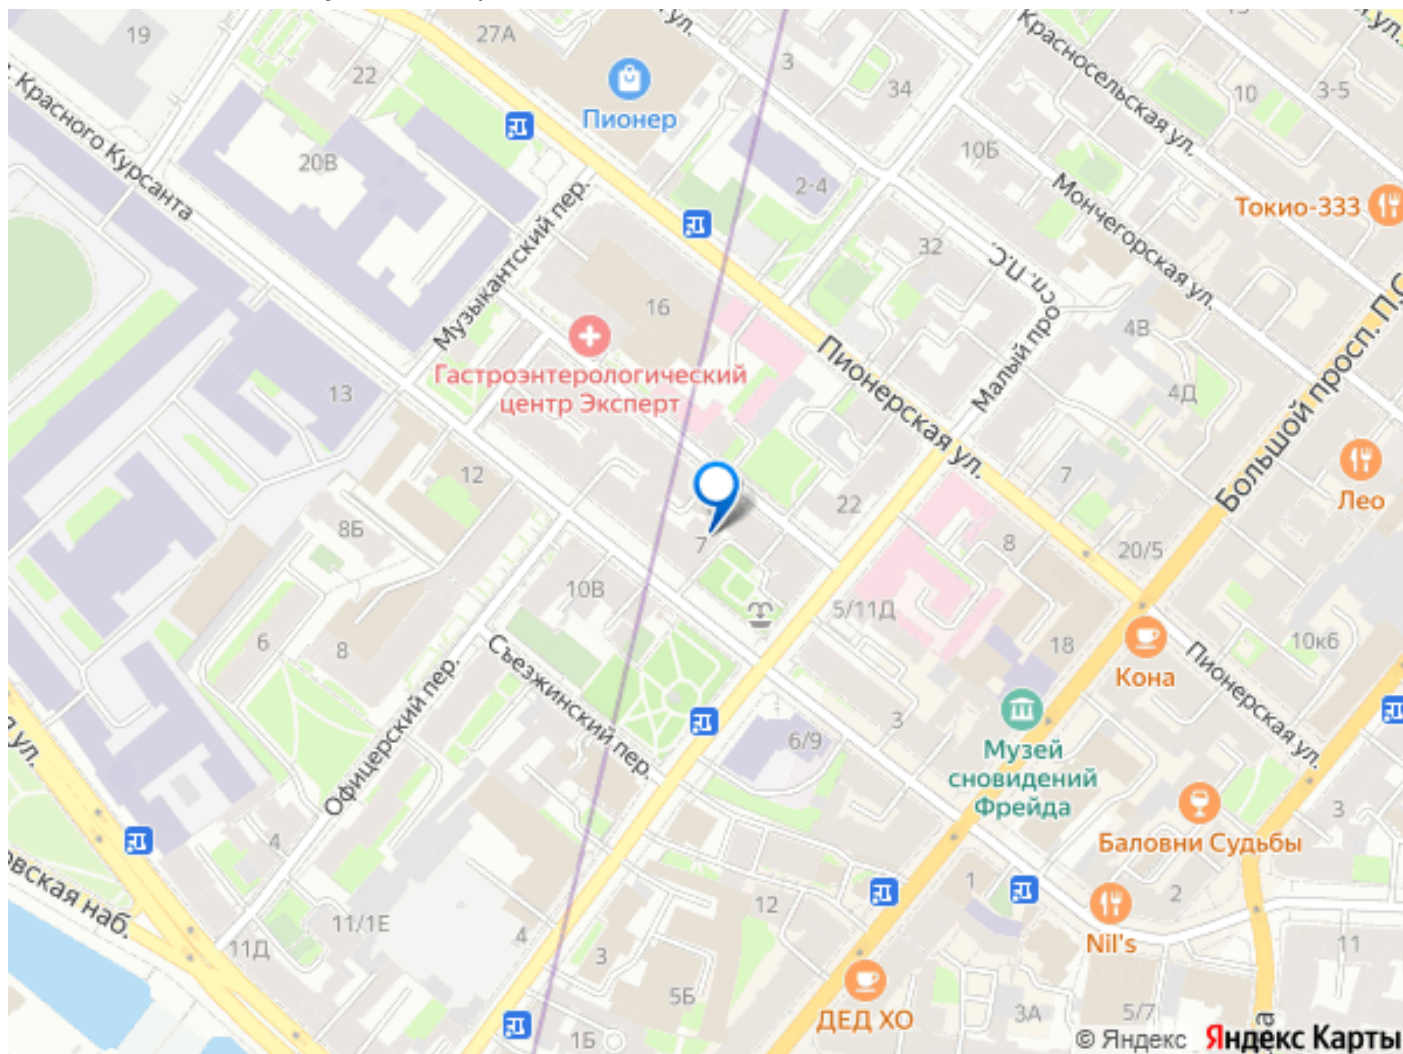 19
27А
ул.
3
22
34
Красносельская ул.
10
3-5
ул.
Пионер
Красного Курсанта
20В
10Б
2-4
Мончегорская ул.
Токио-333
Музыкантский пер.
32
Малый просп. П.С.
16
4В
Большой просп. П.С
Гастроэнтерологический
центр Эксперт
Пионерская ул.
13
4Д
12
7
Лео
22
8Б
7
8
20/5
10В
5/11Д
6
8
18
10к6
Кона
Съезжинский пер.
Офицерский пер.
Пионерская ул.
3
6/9
Музей
сновидений
Фрейда
ул.
3
4
Баловни Судьбы
вская наб.
11Д
11/1Е
4
12
1
2
Nil's
11
3
5Б
ДЕД ХО
3А
5/7
1Б
а
© Яндекс Яндекс Карты